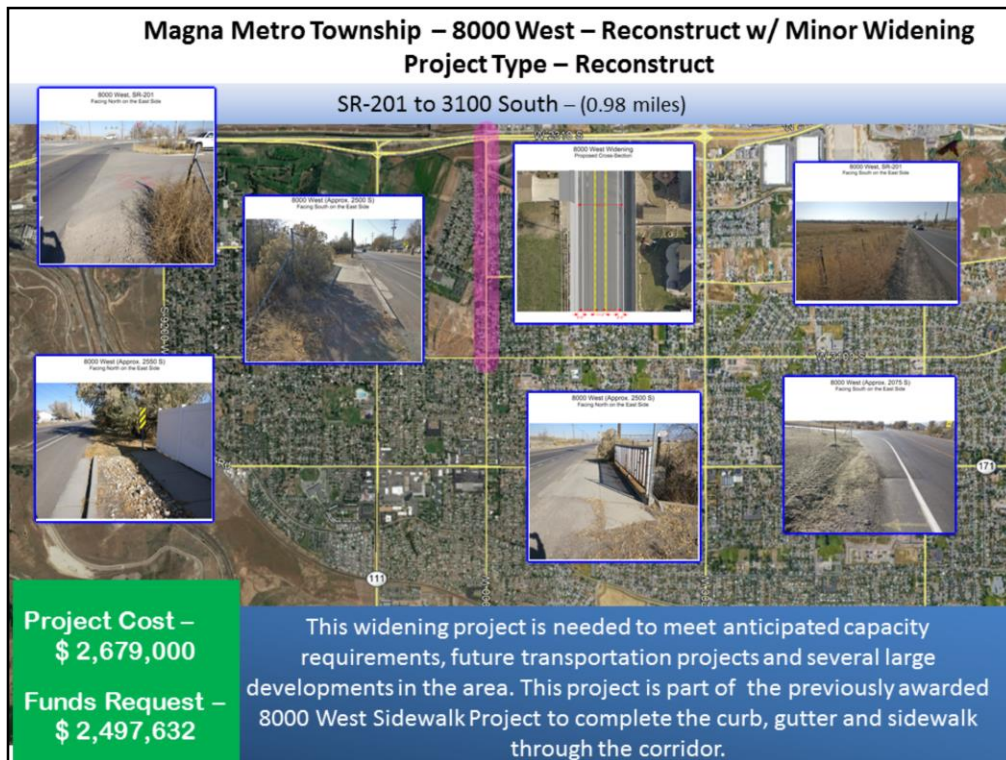 Magna Metro Township – 8000 West – Reconstruct w/ Minor Widening
Project Type – Reconstruct
SR-201 to 3100 South – (0.98 miles)
8000 West, SR-201
Facing North on the East Side
8000 West (Approx. 2500 S)
Facing South on the East Side
8000 West Widening
Proposed Cross-Section
8000 West, SR-201
Facing South on the East Side
8000 West (Approx. 2550 S)
Facing North on the East Side
8000 West (Approx. 2500 S)
Facing North on the East Side
8000 West (Approx. 2075 S)
Facing South on the East Side
171
111
Project Cost –
$ 2,679,000
Funds Request –
$ 2,497,632
This widening project is needed to meet anticipated capacity
requirements, future transportation projects and several large
developments in the area. This project is part of the previously awarded
8000 West Sidewalk Project to complete the curb, gutter and sidewalk
through the corridor.